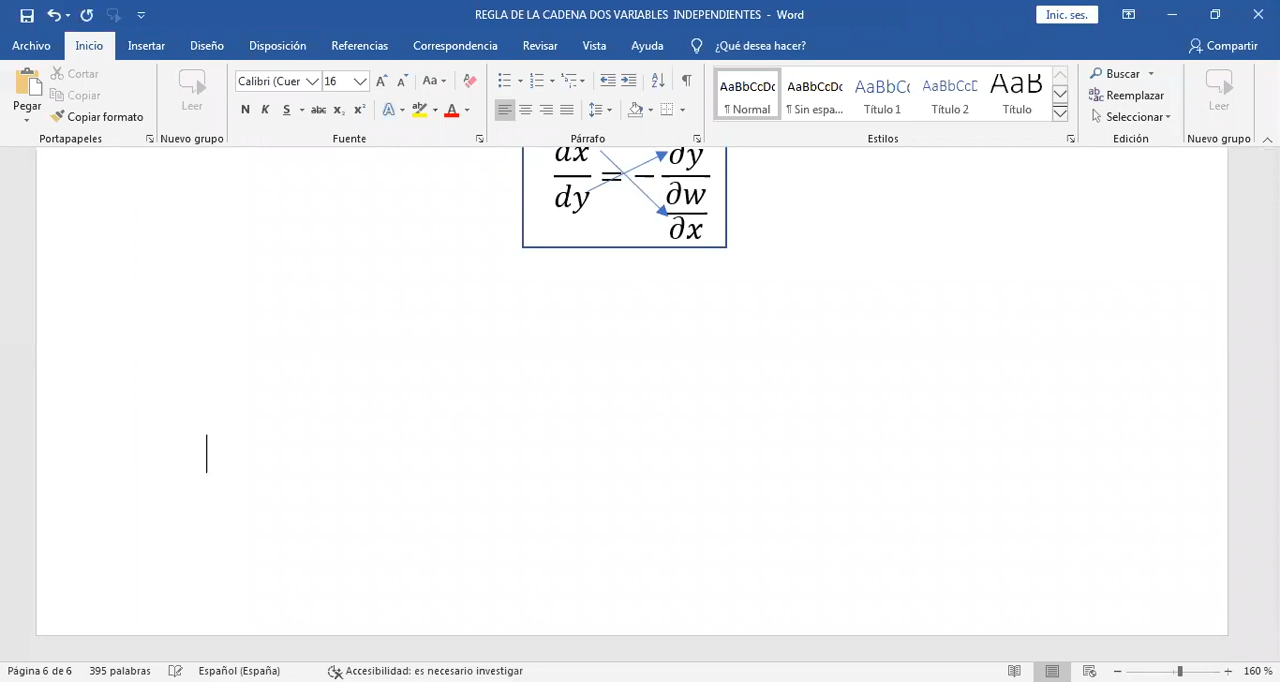 REGLA DE LA CADENA DOS VARIABLES INDEPENDIENTES - Word
Inic. ses.
Archivo Inicio Insertar Diseño Disposición Referencias Correspondencia Revisar Vista Ayuda ¿Qué desea hacer? Compartir
Pegar
Cortar
Copiar
Copiar formato
Portapapeles
Leer
Nuevo grupo
Calibri (Cuer 16
Aa
N K S abc x₂ x² A A
Fuente
Párrafo
AaBbCcDc AaBbCcDc AaBbCc AaBbCcD AaB
¶ Normal ¶ Sin espa... Título 1 Título 2 Título
Estilos
Buscar
Reemplazar
Seleccionar
Edición
Leer
Nuevo grupo
dx
dy
= −
∂y
∂w
∂x
Página 6 de 6 395 palabras Español (España) Accesibilidad: es necesario investigar 160 %